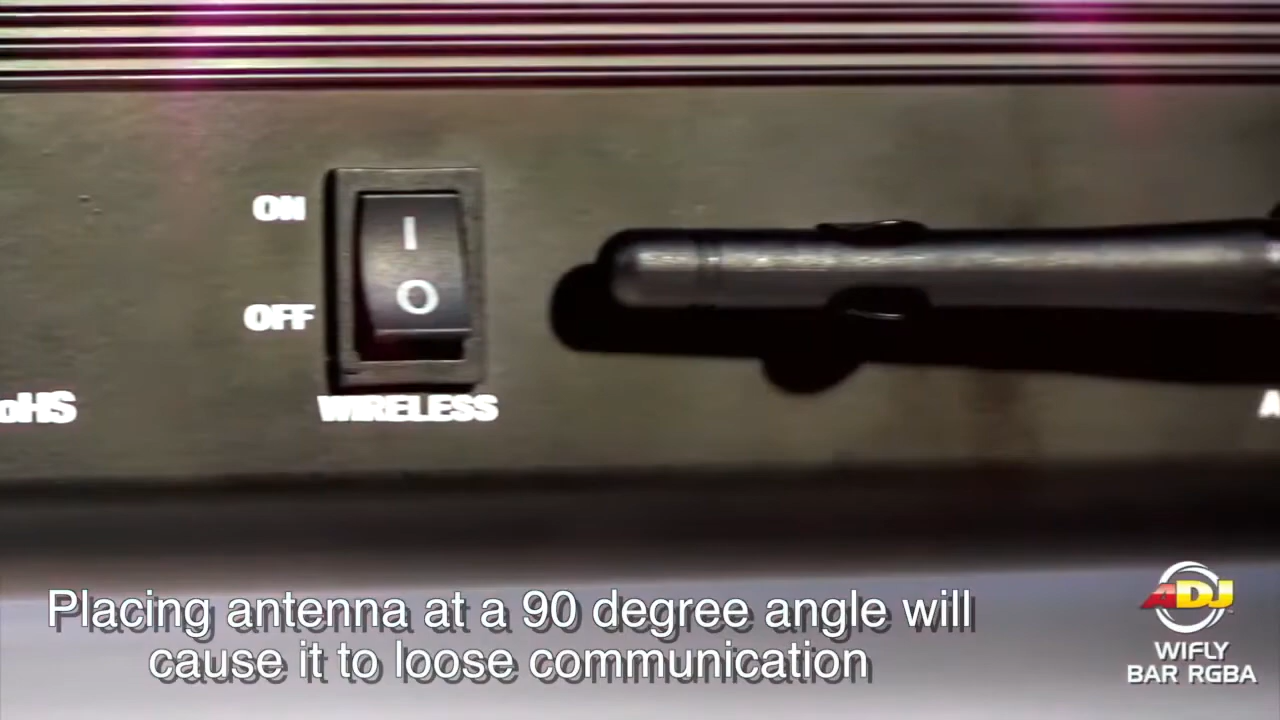 ON
I
O
OFF
oHS
WIRELESS
A
Placing antenna at a 90 degree angle will
cause it to loose communication
ADJ
WIFLY
BAR RGBA